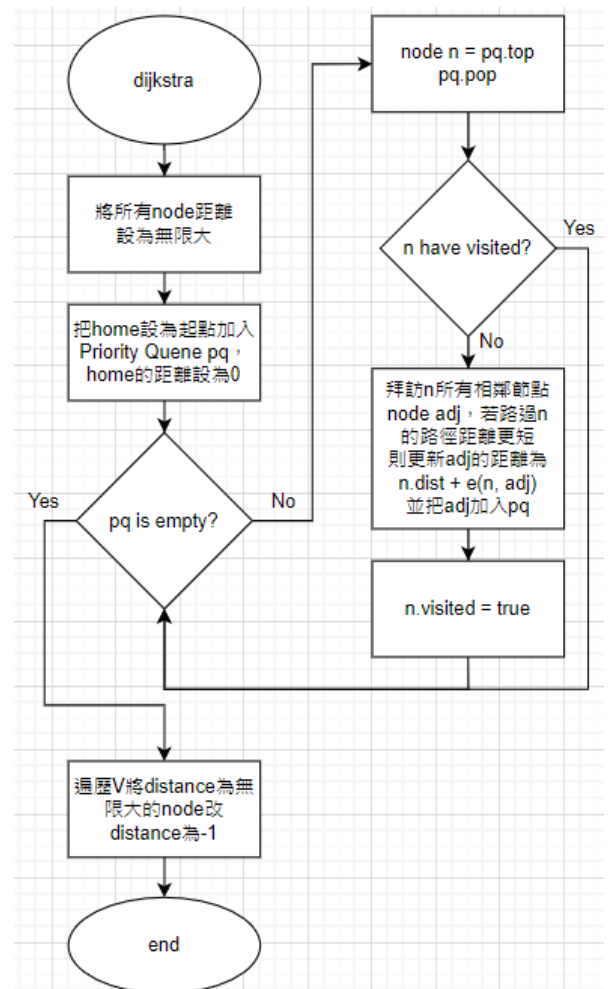 dijkstra
將所有node距離
設為無限大
把home設為起點加入
Priority Quene pq，
home的距離設為0
pq is empty?
Yes
No
node n = pq.top
pq.pop
n have visited?
Yes
No
拜訪n所有相鄰節點
node adj，若路過n
的路徑距離更短
則更新adj的距離為
n.dist + e(n, adj)
並把adj加入pq
n.visited = true
遍歷V將distance為無
限大的node改
distance為-1
end